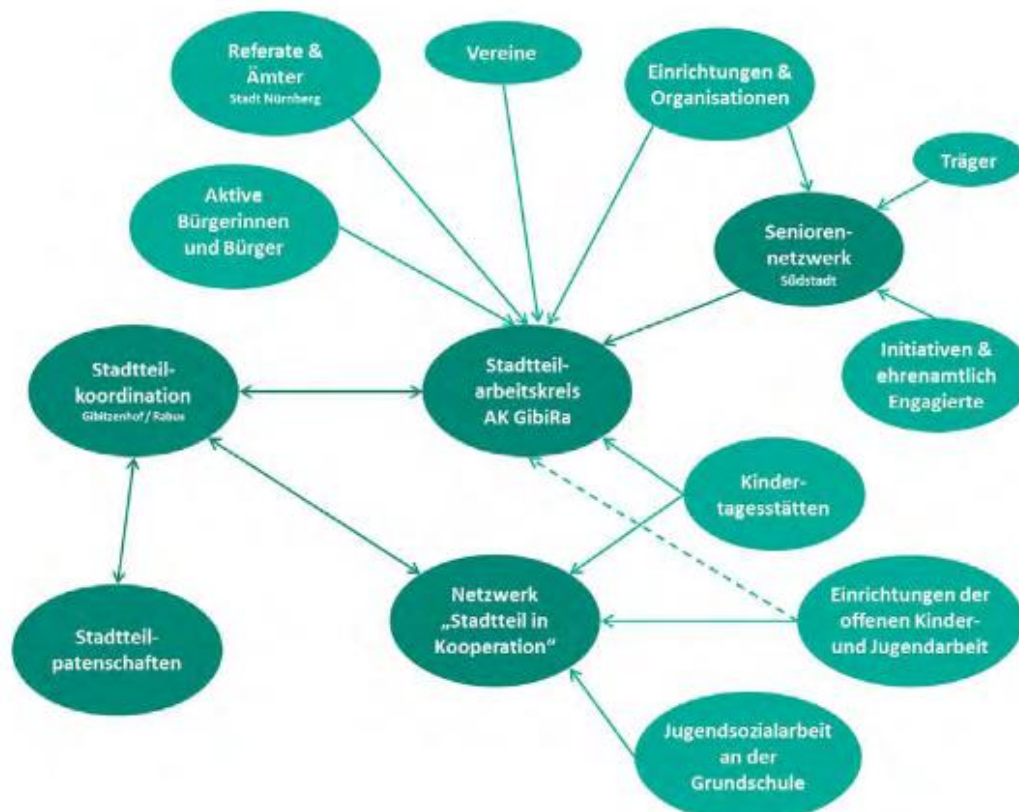 Referate &
Ämter
Stadt Nürnberg
Vereine
Einrichtungen &
Organisationen
Träger
Aktive
Bürgerinnen
und Bürger
Senioren-
netzwerk
Südstadt
Stadtteil-
koordination
Gibitzenhof / Rabus
Stadtteil-
arbeitskreis
AK GibiRa
Initiativen &
ehrenamtlich
Engagierte
Kinder-
tagesstätten
Netzwerk
„Stadtteil in
Kooperation“
Einrichtungen der
offenen Kinder-
und Jugendarbeit
Stadtteil-
patenschaften
Jugendsozialarbeit
an der
Grundschule